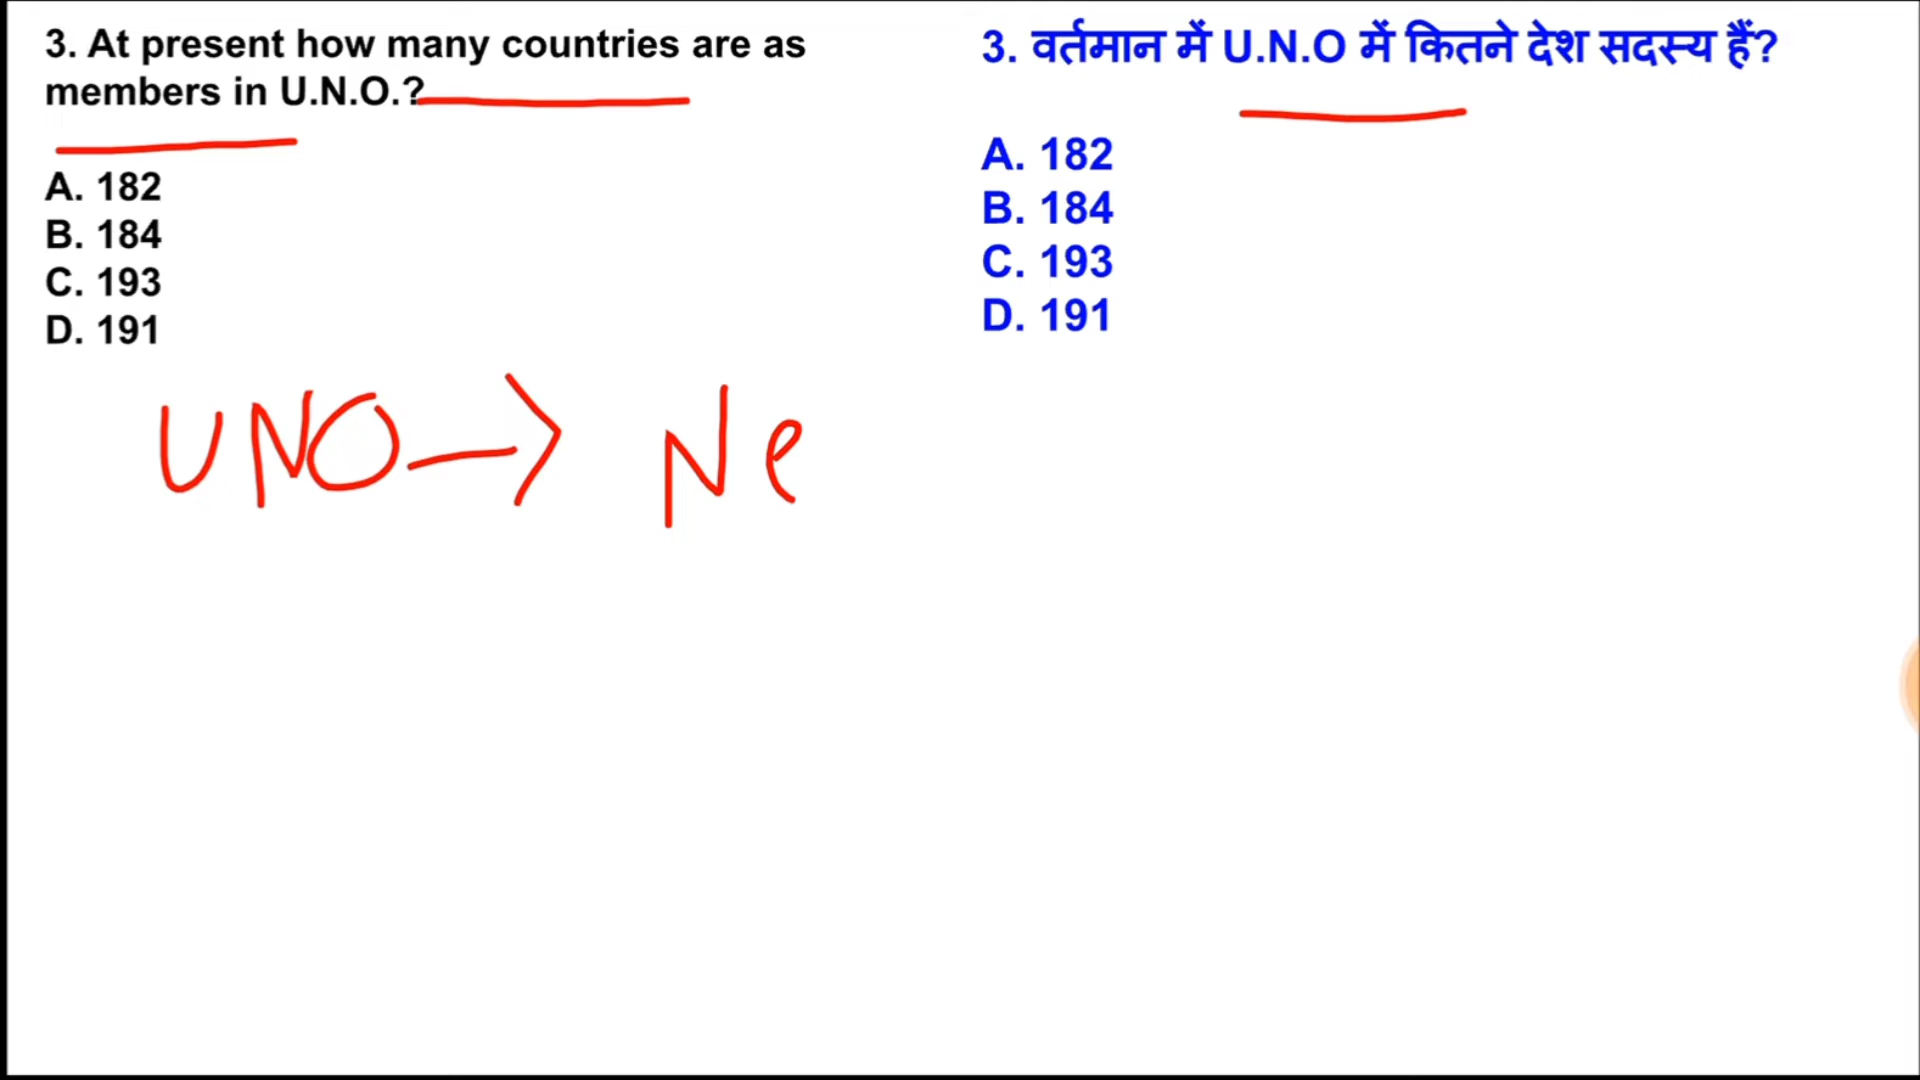 3. At present how many countries are as
members in U.N.O.?
A. 182
B. 184
C. 193
D. 191
3. वर्तमान में U.N.O में कितने देश सदस्य हैं?
A. 182
B. 184
C. 193
D. 191
UNO → Ne